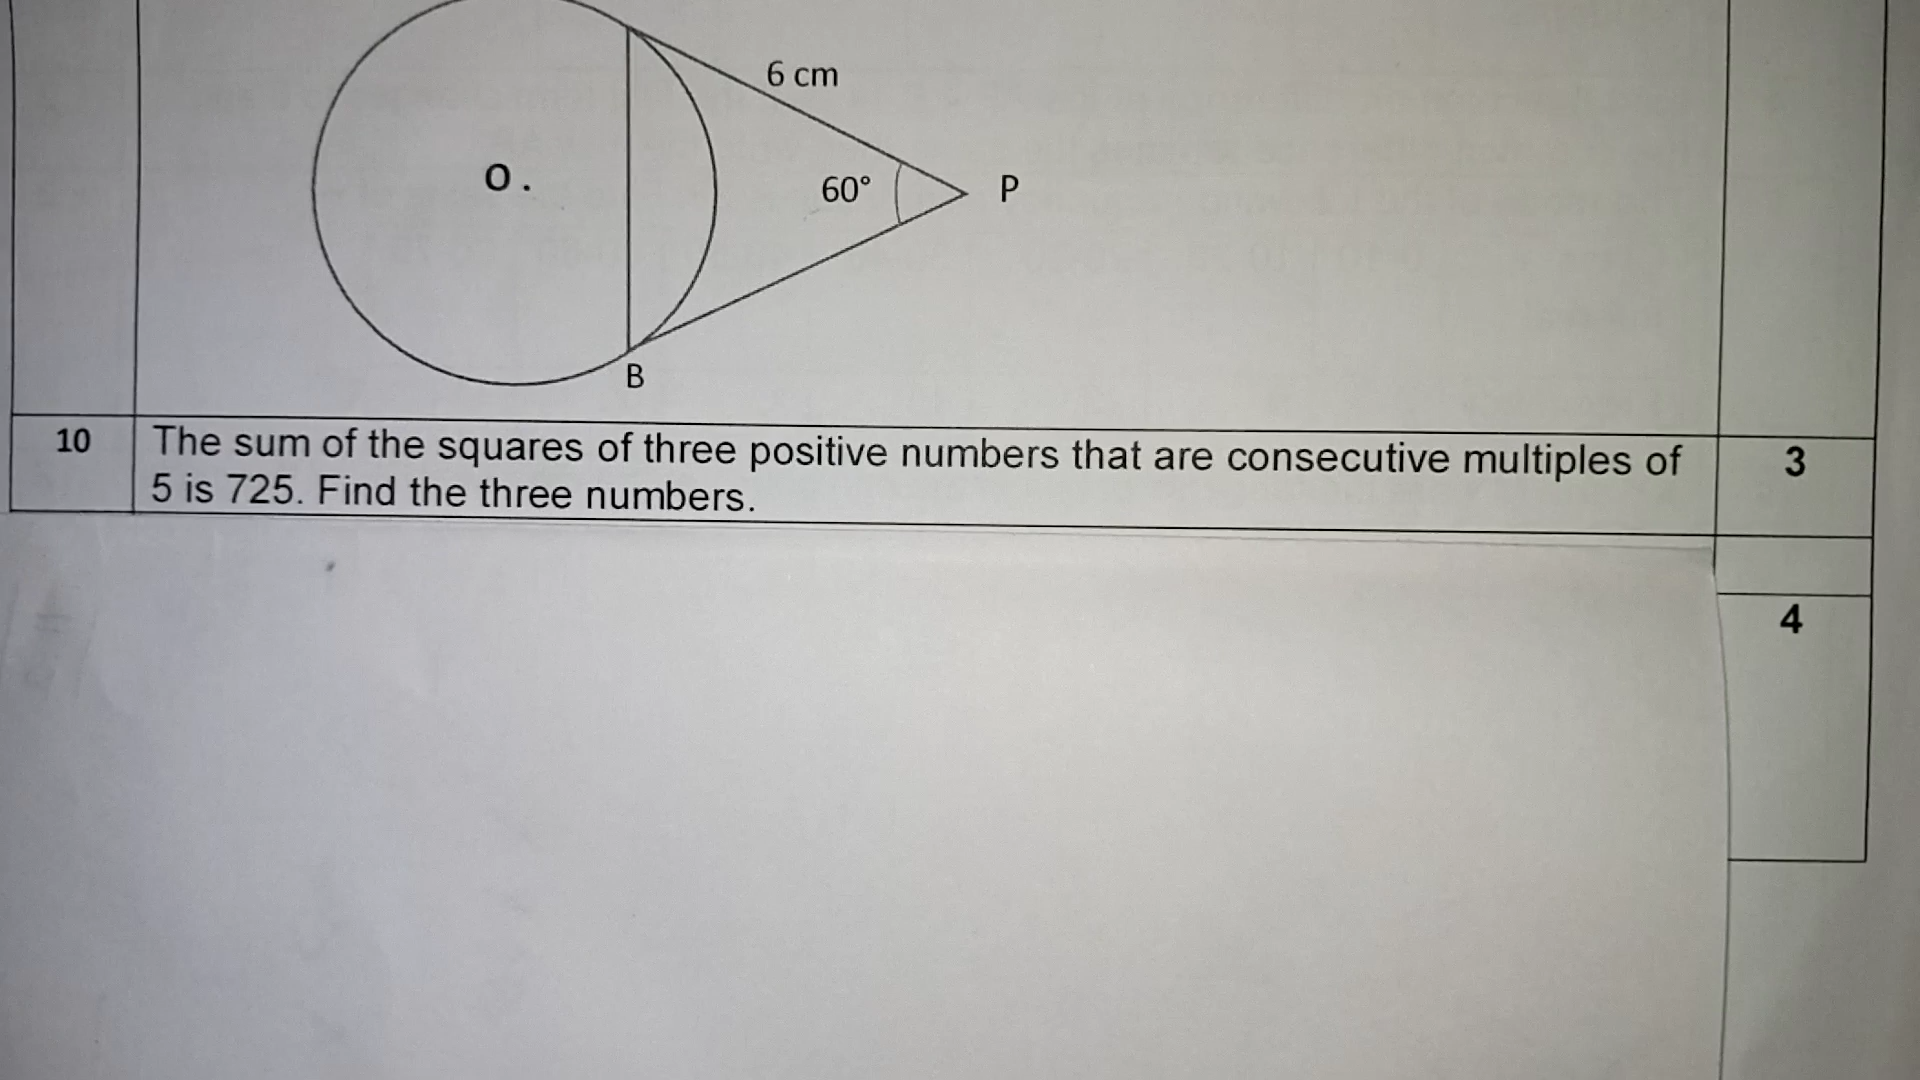 6 cm
O .
60°
P
B
10
The sum of the squares of three positive numbers that are consecutive multiples of
5 is 725. Find the three numbers.
3
4